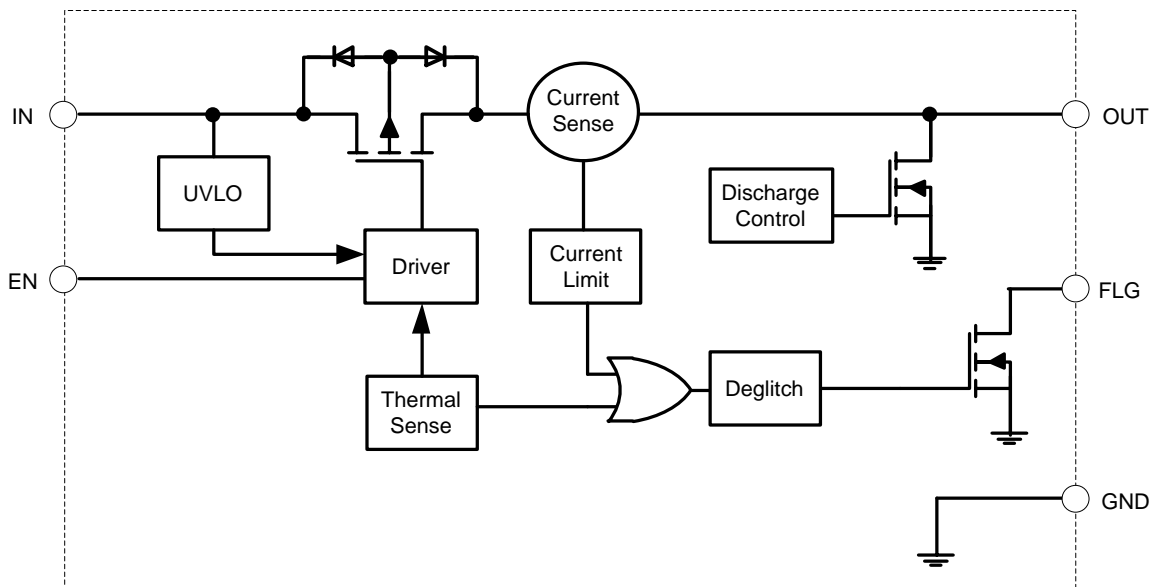 IN
Current
Sense
OUT
UVLO
Discharge
Control
EN
Driver
Current
Limit
FLG
Thermal
Sense
Deglitch
GND